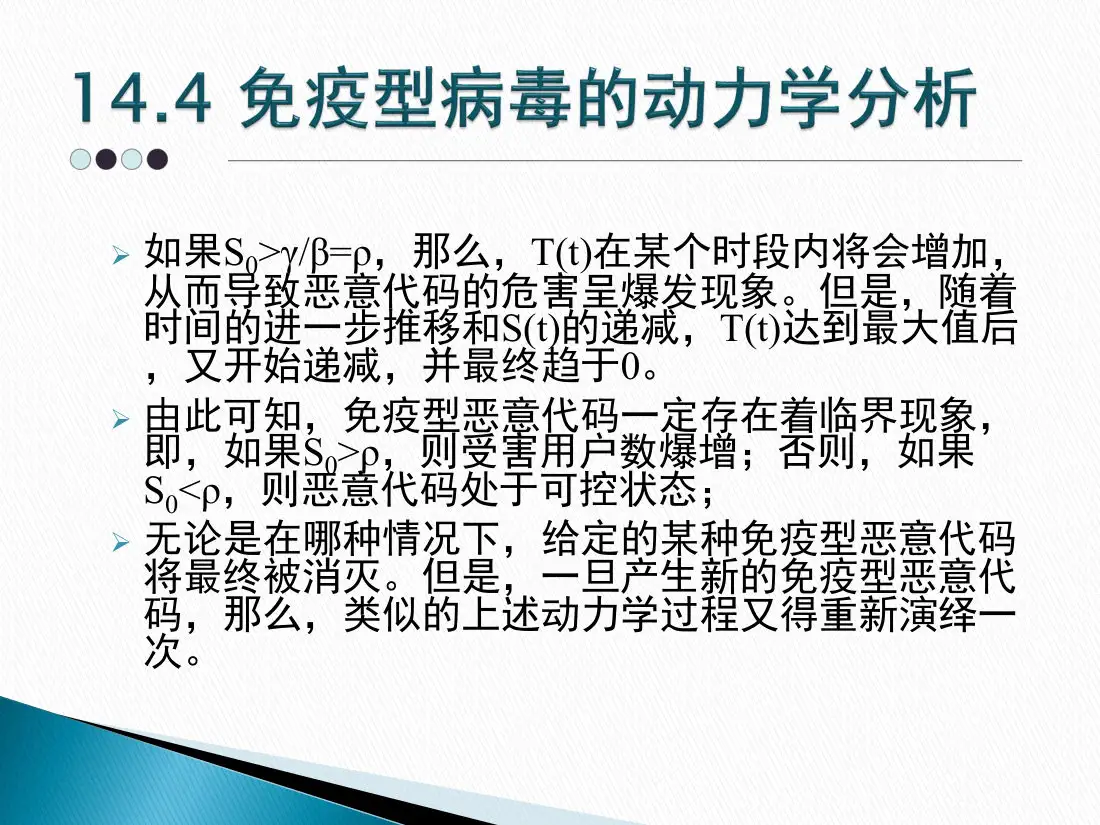 14.4 免疫型病毒的动力学分析
如果S0>γ/β=ρ，那么，T(t)在某个时段内将会增加，
从而导致恶意代码的危害呈爆发现象。但是，随着
时间的进一步推移和S(t)的递减，T(t)达到最大值后
，又开始递减，并最终趋于0。
由此可知，免疫型恶意代码一定存在着临界现象，
即，如果S0>ρ，则受害用户数爆增；否则，如果
S0<ρ，则恶意代码处于可控状态；
无论是在哪种情况下，给定的某种免疫型恶意代码
将最终被消灭。但是，一旦产生新的免疫型恶意代
码，那么，类似的上述动力学过程又得重新演绎一
次。